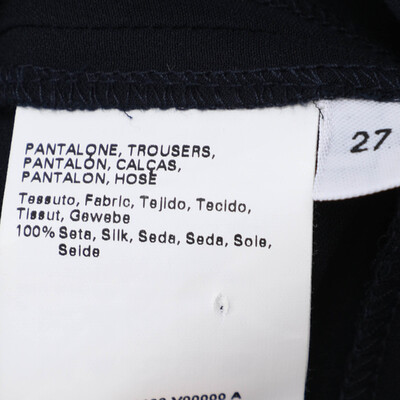 PANTALONE, TROUSERS,
PANTALÓN, CALÇAS,
PANTALON, HOSE
Tessuto, Fabric, Tejido, Tecido,
Tissut, Gewebe
100% Seta, Silk, Seda, Seda, Soie,
Seide
27
A